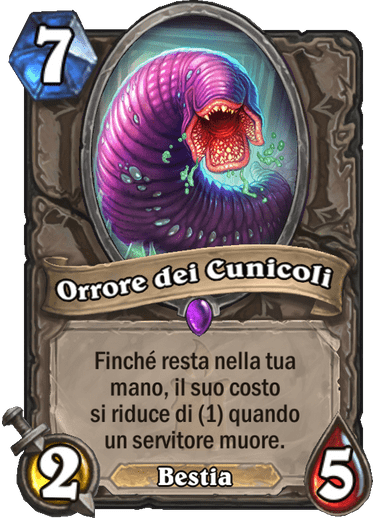 7
Orrore dei Cunicoli
Finché resta nella tua
mano, il suo costo
si riduce di (1) quando
un servitore muore.
2
Bestia
5